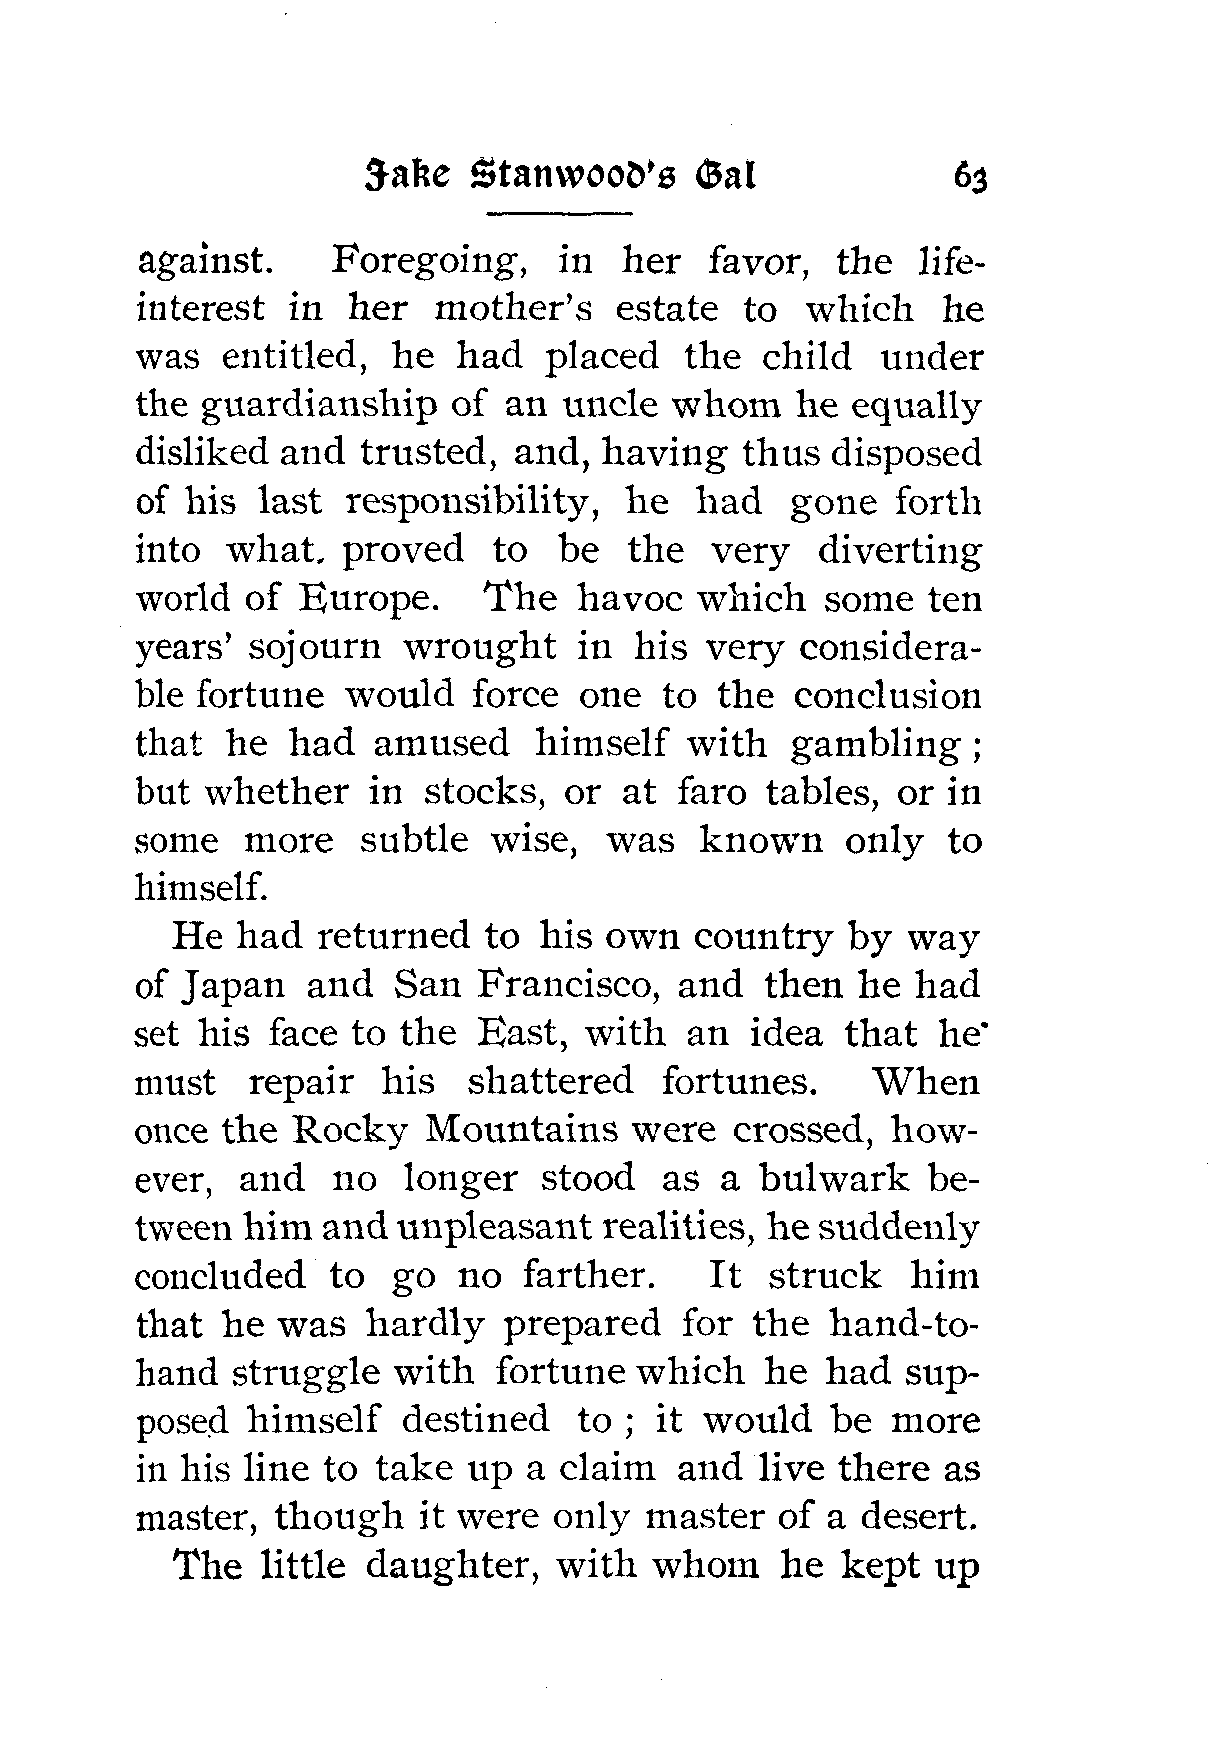 Jake Stanwood's Gal 63
against. Foregoing, in her favor, the life-
interest in her mother's estate to which he
was entitled, he had placed the child under
the guardianship of an uncle whom he equally
disliked and trusted, and, having thus disposed
of his last responsibility, he had gone forth
into what. proved to be the very diverting
world of Europe. The havoc which some ten
years' sojourn wrought in his very considera-
ble fortune would force one to the conclusion
that he had amused himself with gambling ;
but whether in stocks, or at faro tables, or in
some more subtle wise, was known only to
himself.
He had returned to his own country by way
of Japan and San Francisco, and then he had
set his face to the East, with an idea that he
must repair his shattered fortunes. When
once the Rocky Mountains were crossed, how-
ever, and no longer stood as a bulwark be-
tween him and unpleasant realities, he suddenly
concluded to go no farther. It struck him
that he was hardly prepared for the hand-to-
hand struggle with fortune which he had sup-
posed himself destined to ; it would be more
in his line to take up a claim and live there as
master, though it were only master of a desert.
The little daughter, with whom he kept up